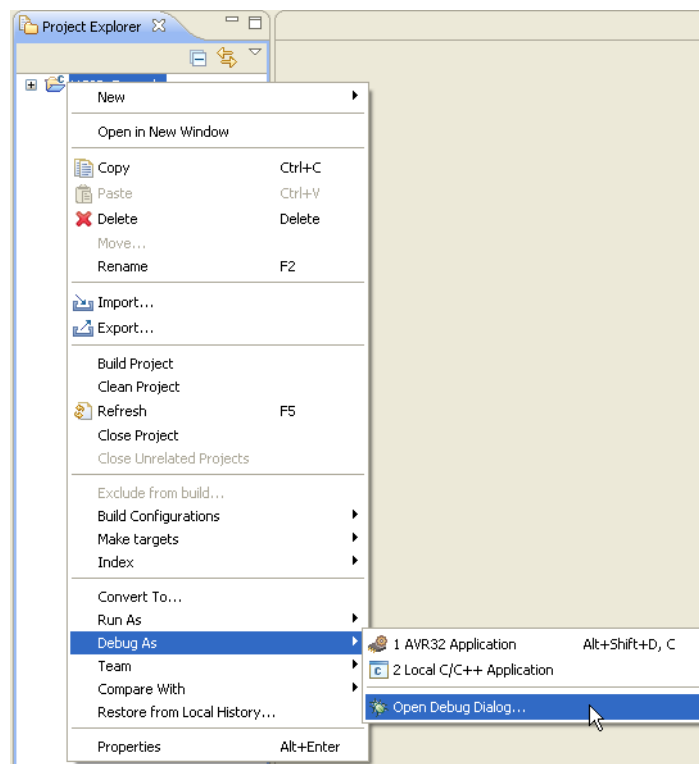 Project Explorer
New
Open in New Window
Copy Ctrl+C
Paste Ctrl+V
Delete Delete
Move...
Rename F2
Import...
Export...
Build Project
Clean Project
Refresh F5
Close Project
Close Unrelated Projects
Exclude from build...
Build Configurations
Make targets
Index
Convert To...
Run As
Debug As
1 AVR32 Application Alt+Shift+D, C
Team
2 Local C/C++ Application
Compare With
Restore from Local History...
Open Debug Dialog...
Properties Alt+Enter